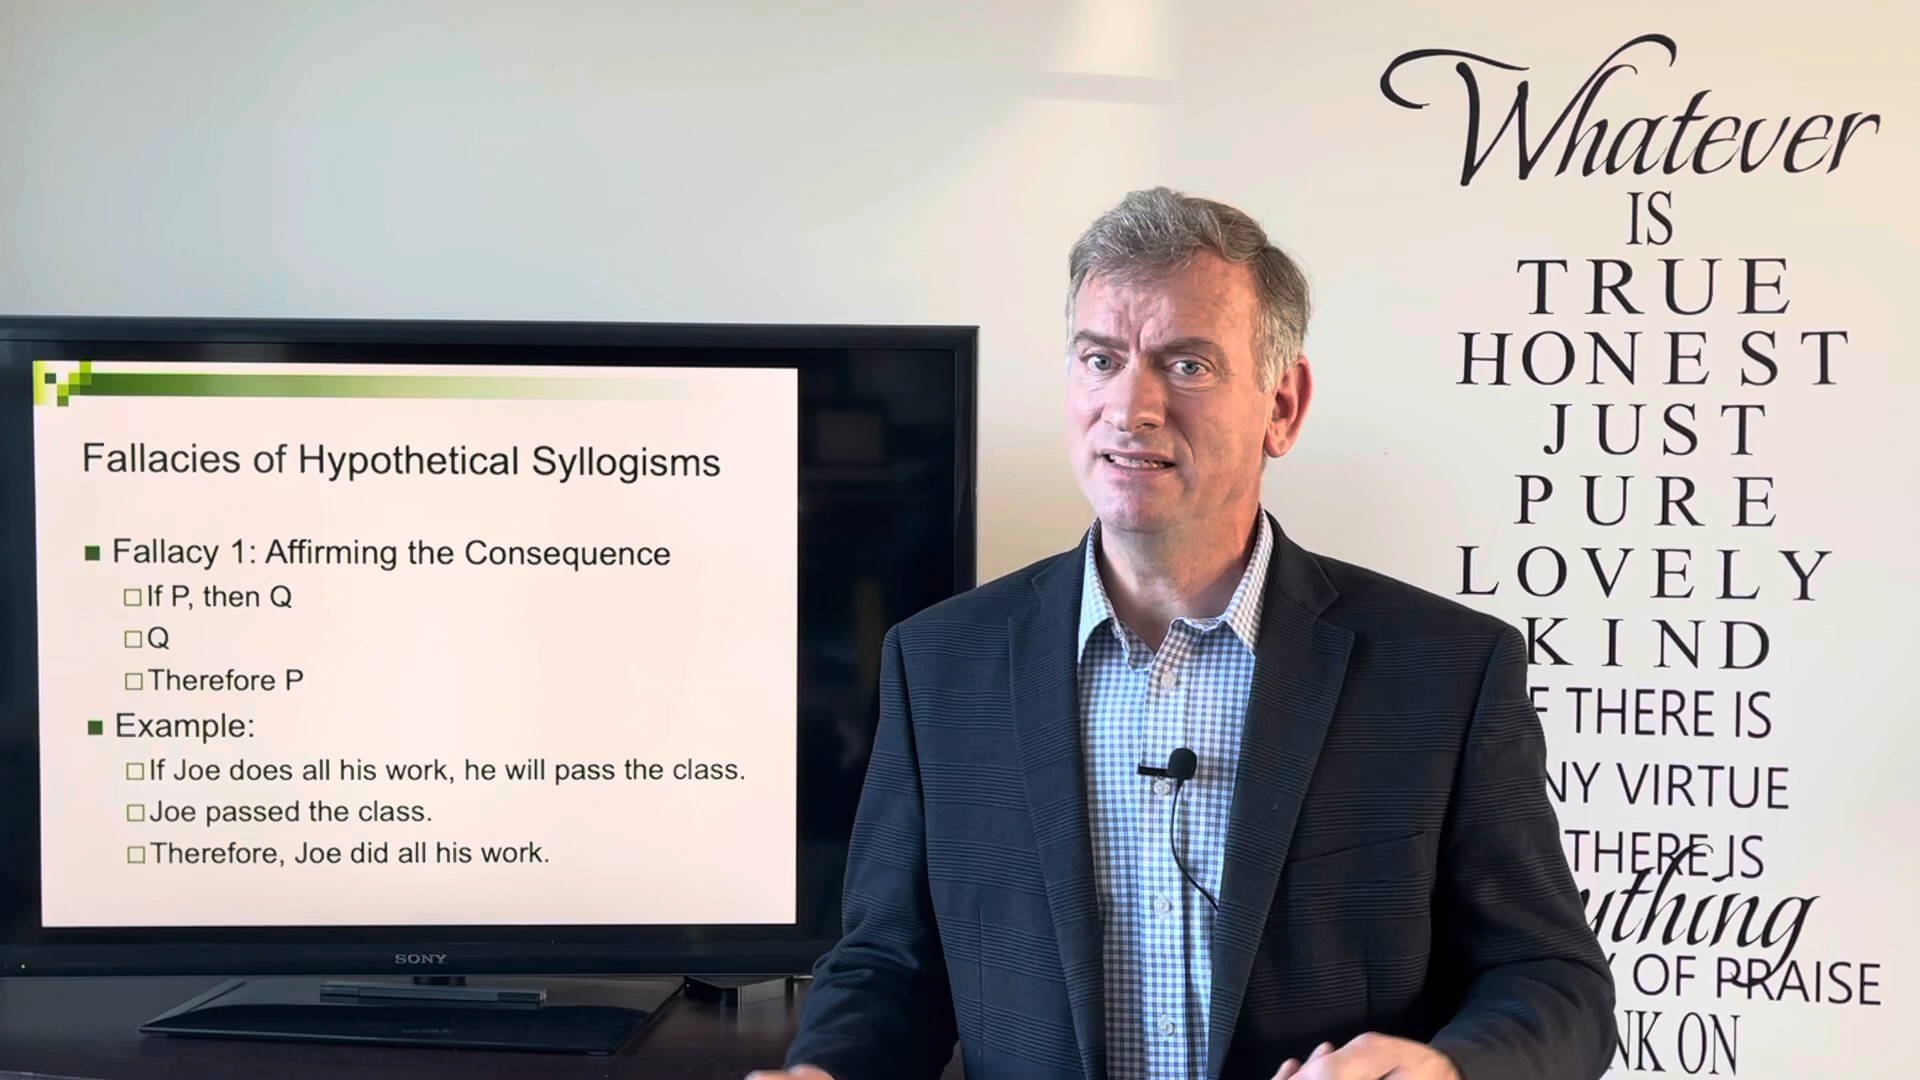 Fallacies of Hypothetical Syllogisms
Fallacy 1: Affirming the Consequence
If P, then Q
Q
Therefore P
Example:
If Joe does all his work, he will pass the class.
Joe passed the class.
Therefore, Joe did all his work.
SONY
Whatever
IS
TRUE
HONEST
JUST
PURE
LOVELY
KIND
THERE IS
VIRTUE
THERE IS
OF PRAISE
ON